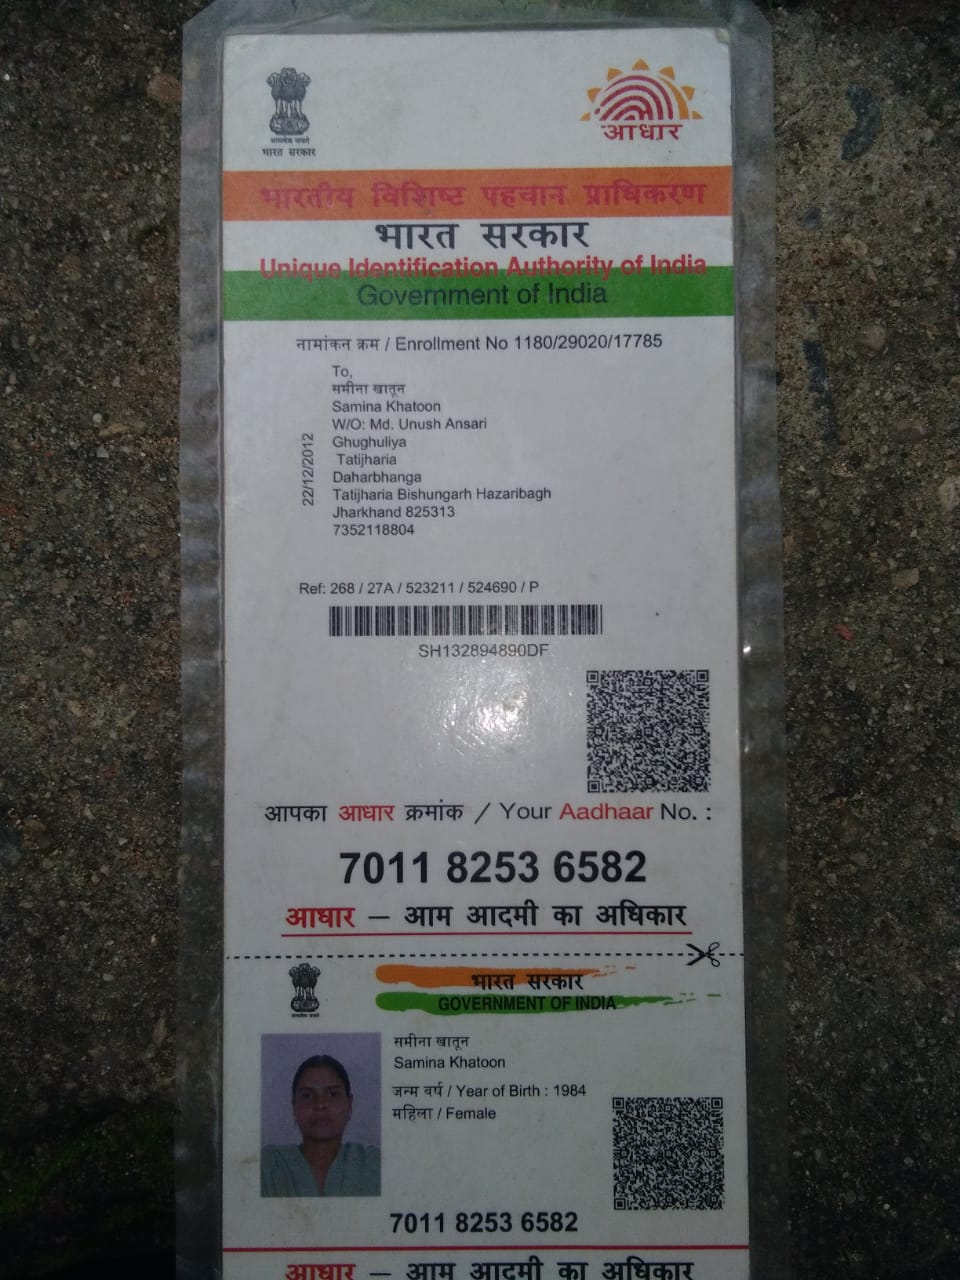 सत्यमेव जयते
भारत सरकार
आधार
भारतीय विशिष्ट पहचान प्राधिकरण
भारत सरकार
Unique Identification Authority of India
Government of India
नामांकन क्रम / Enrollment No 1180/29020/17785
To,
समीना खातून
Samina Khatoon
W/O: Md. Unush Ansari
Ghughuliya
Tatijharia
Daharbhanga
Tatijharia Bishungarh Hazaribagh
Jharkhand 825313
7352118804
22/12/2012
Ref: 268 / 27A / 523211 / 524690 / P
SH132894890DF
आपका आधार क्रमांक / Your Aadhaar No. :
7011 8253 6582
आधार — आम आदमी का अधिकार
भारत सरकार
GOVERNMENT OF INDIA
सत्यमेव जयते
समीना खातून
Samina Khatoon
जन्म वर्ष / Year of Birth : 1984
महिला / Female
7011 8253 6582
आधार — आम आदमी का अधिकार